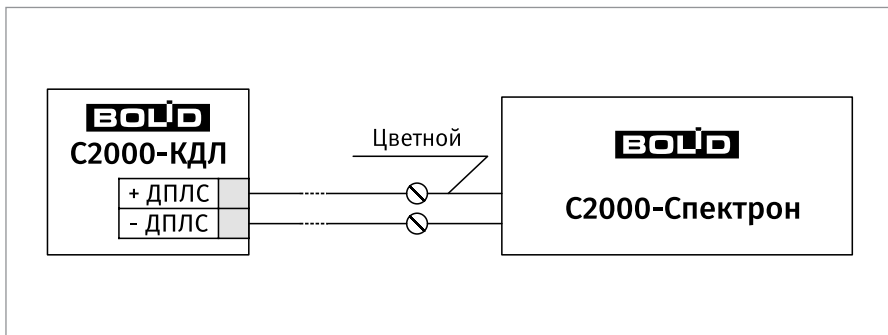 BOLID
С2000-КДЛ
+ ДПЛС
- ДПЛС
Цветной
BOLID
С2000-Спектрон